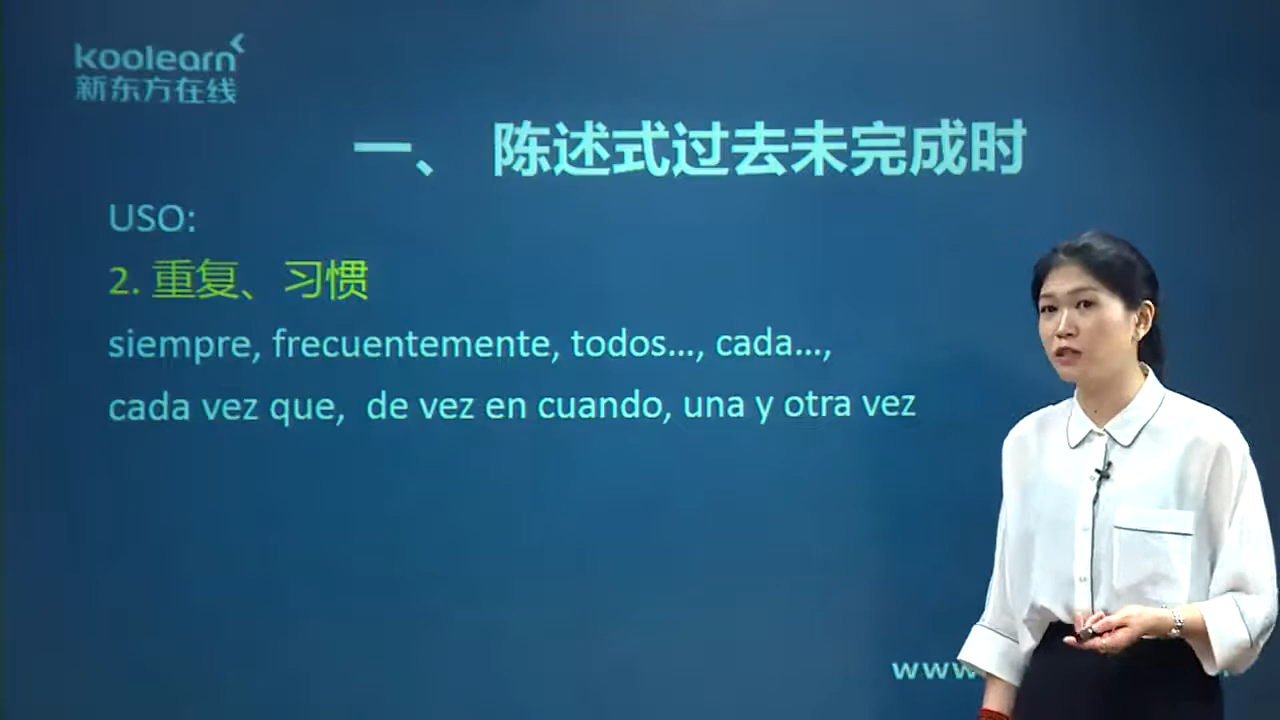 koolearn
新东方在线
一、 陈述式过去未完成时
USO:
2. 重复、习惯
siempre, frecuentemente, todos…, cada…,
cada vez que, de vez en cuando, una y otra vez
www.